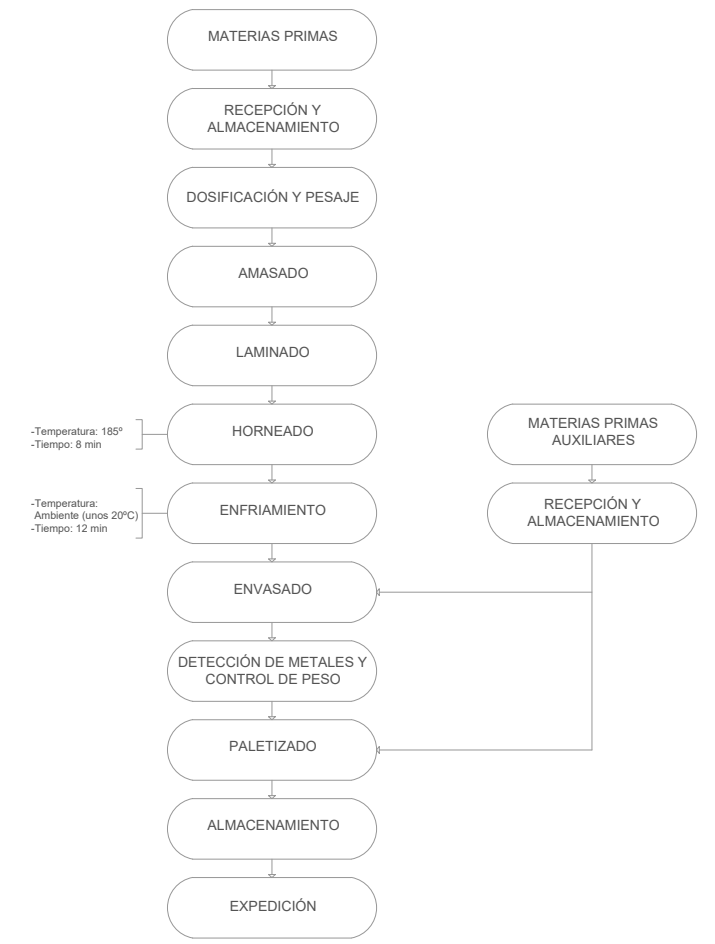 MATERIAS PRIMAS
RECEPCIÓN Y
ALMACENAMIENTO
DOSIFICACIÓN Y PESAJE
AMASADO
LAMINADO
-Temperatura: 185º
-Tiempo: 8 min
HORNEADO
MATERIAS PRIMAS
AUXILIARES
-Temperatura:
Ambiente (unos 20ºC)
-Tiempo: 12 min
ENFRIAMIENTO
RECEPCIÓN Y
ALMACENAMIENTO
ENVASADO
DETECCIÓN DE METALES Y
CONTROL DE PESO
PALETIZADO
ALMACENAMIENTO
EXPEDICIÓN